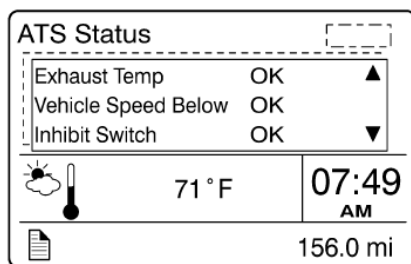 ATS Status
Exhaust Temp OK
Vehicle Speed Below OK
Inhibit Switch OK
71°F
07:49
AM
156.0 mi